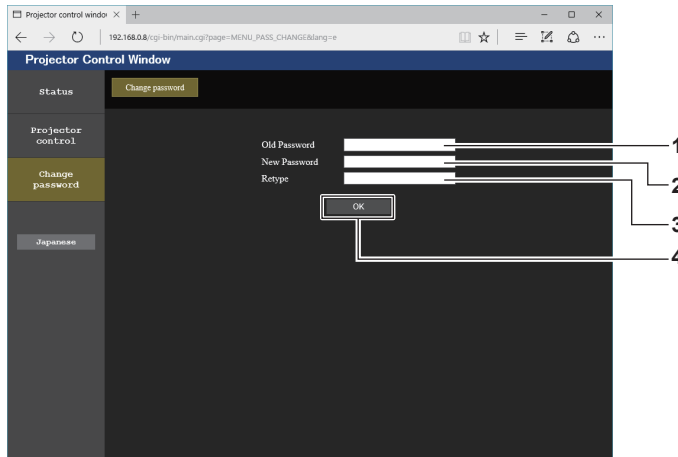 Projector control windov
192.168.0.8/cgi-bin/main.cgi?page=MENU_PASS_CHANGE&lang=e
Projector Control Window
Status
Change password
Projector
control
Change
password
Japanese
Old Password
New Password
Retype
OK
1
2
3
4